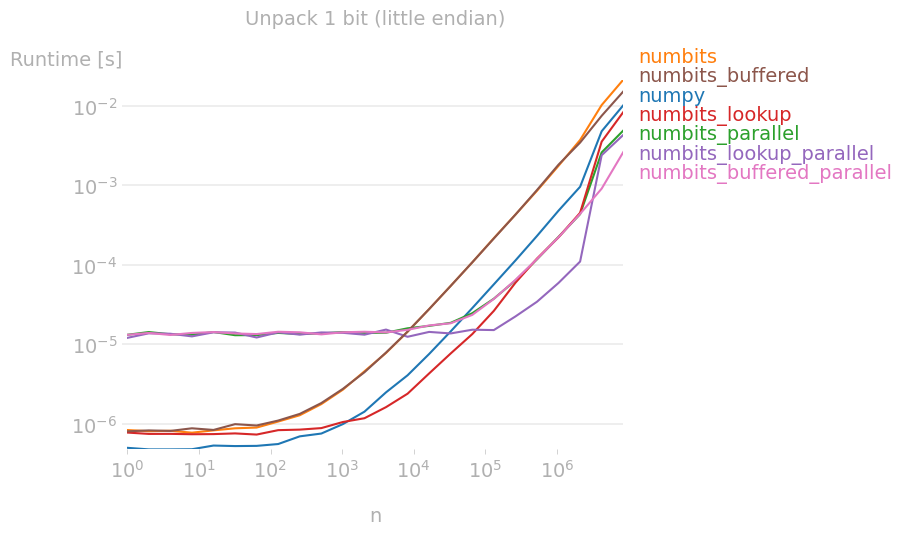 Unpack 1 bit (little endian)
Runtime [s]
numbits
numbits_buffered
numpy
numbits_lookup
numbits_parallel
numbits_lookup_parallel
numbits_buffered_parallel
10⁻²
10⁻³
10⁻⁴
10⁻⁵
10⁻⁶
10⁰ 10¹ 10² 10³ 10⁴ 10⁵ 10⁶
n